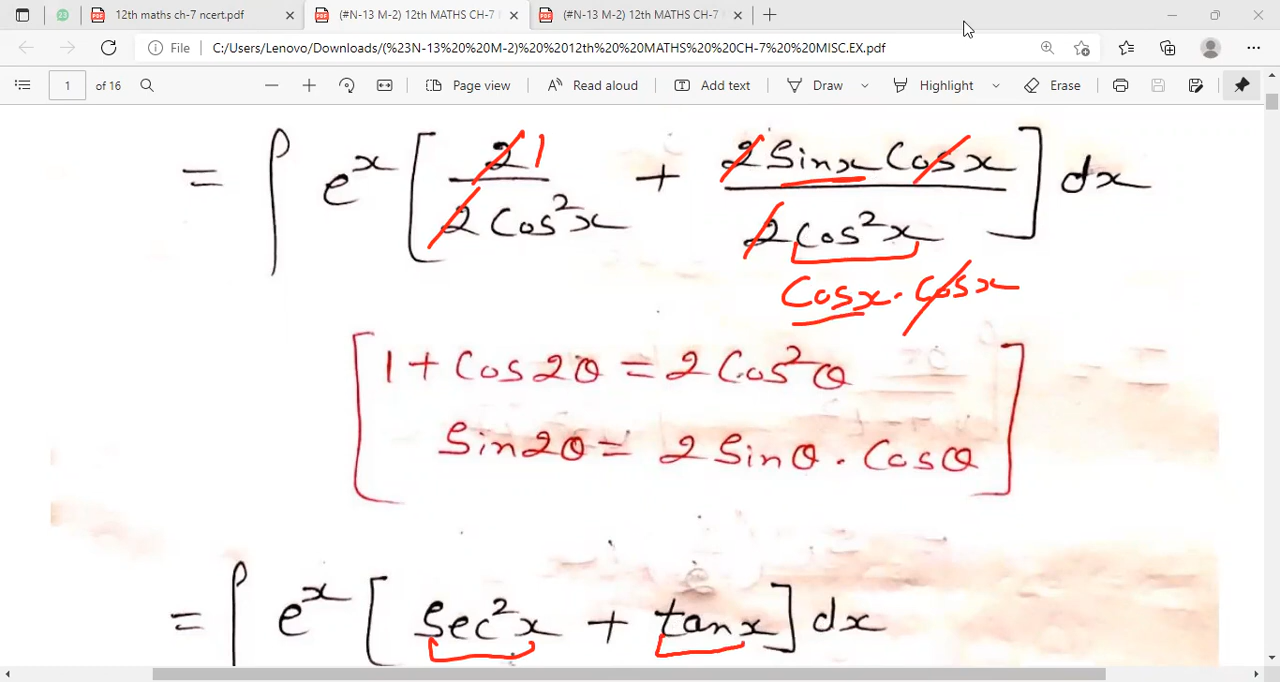 23 12th maths ch-7 ncert.pdf (#N-13 M-2) 12th MATHS CH-7 (#N-13 M-2) 12th MATHS CH-7
File C:/Users/Lenovo/Downloads/(%23N-13%20%20M-2)%20%2012th%20%20MATHS%20%20CH-7%20%20MISC.EX.pdf
1 of 16 Page view Read aloud Add text Draw Highlight Erase
= ∫ e^x [ 2/(2 Cos²x) 1 + (2 Sinx Cosx)/(2 Cos²x) ] dx
Cosx · Cosx
[ 1 + Cos2θ = 2 Cos²θ
Sin2θ = 2 Sinθ . Cosθ ]
= ∫ e^x [ Sec²x + tanx ] dx